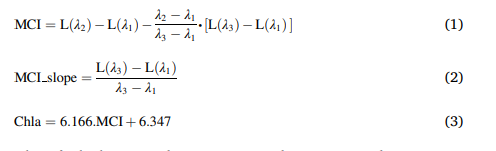 MCI = L(λ₂) − L(λ₁) − (λ₂ − λ₁)/(λ₃ − λ₁) · [L(λ₃) − L(λ₁)] (1)
MCI_slope = (L(λ₃) − L(λ₁))/(λ₃ − λ₁) (2)
Chla = 6.166.MCI + 6.347 (3)